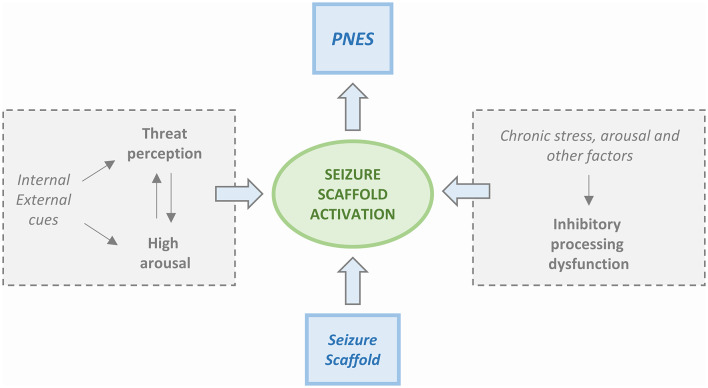 PNES
Threat
perception
Internal
External
cues
High
arousal
SEIZURE
SCAFFOLD
ACTIVATION
Chronic stress, arousal and
other factors
Inhibitory
processing
dysfunction
Seizure
Scaffold